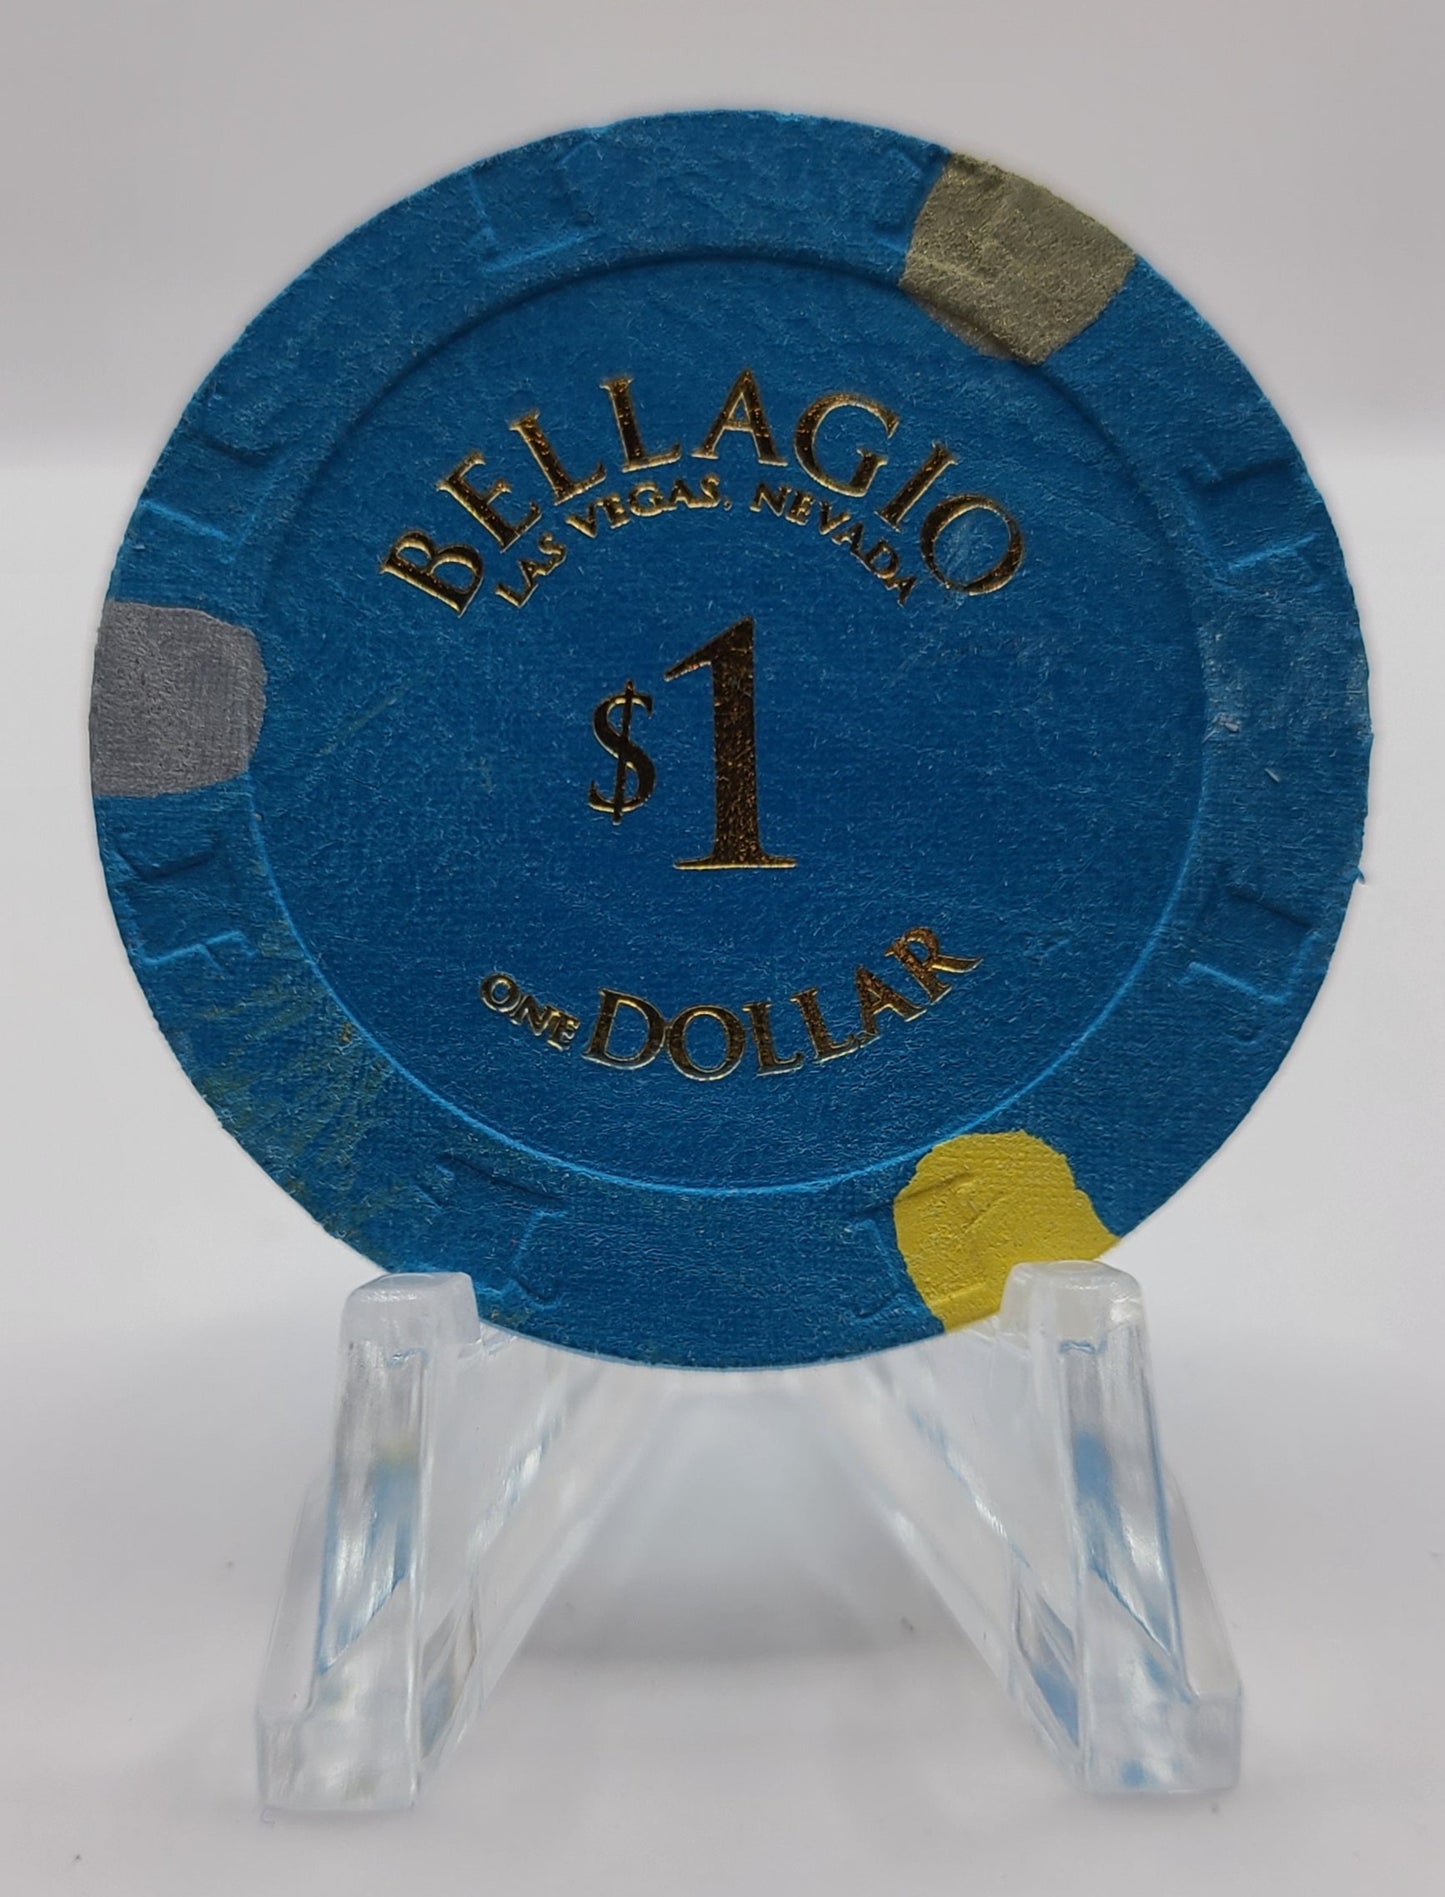 BELLAGIO
LAS VEGAS, NEVADA
$1
ONE DOLLAR